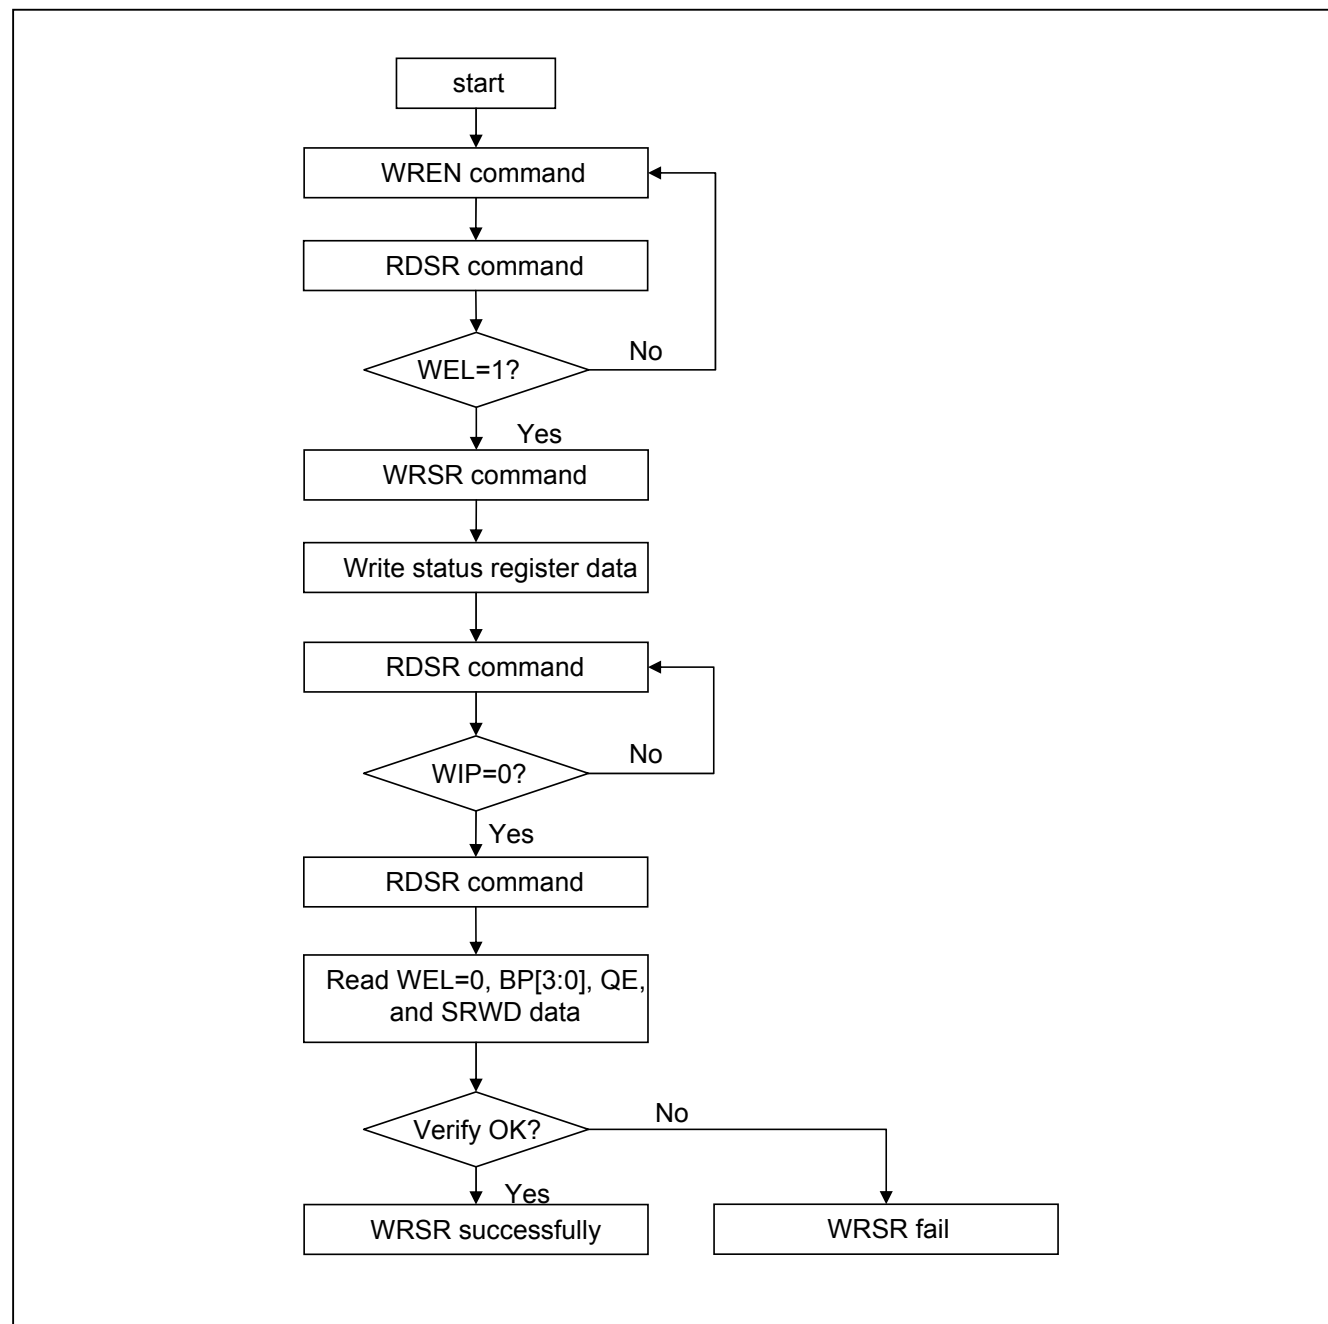 start
WREN command
RDSR command
WEL=1?
No
Yes
WRSR command
Write status register data
RDSR command
WIP=0?
No
Yes
RDSR command
Read WEL=0, BP[3:0], QE,
and SRWD data
Verify OK?
No
Yes
WRSR successfully
WRSR fail